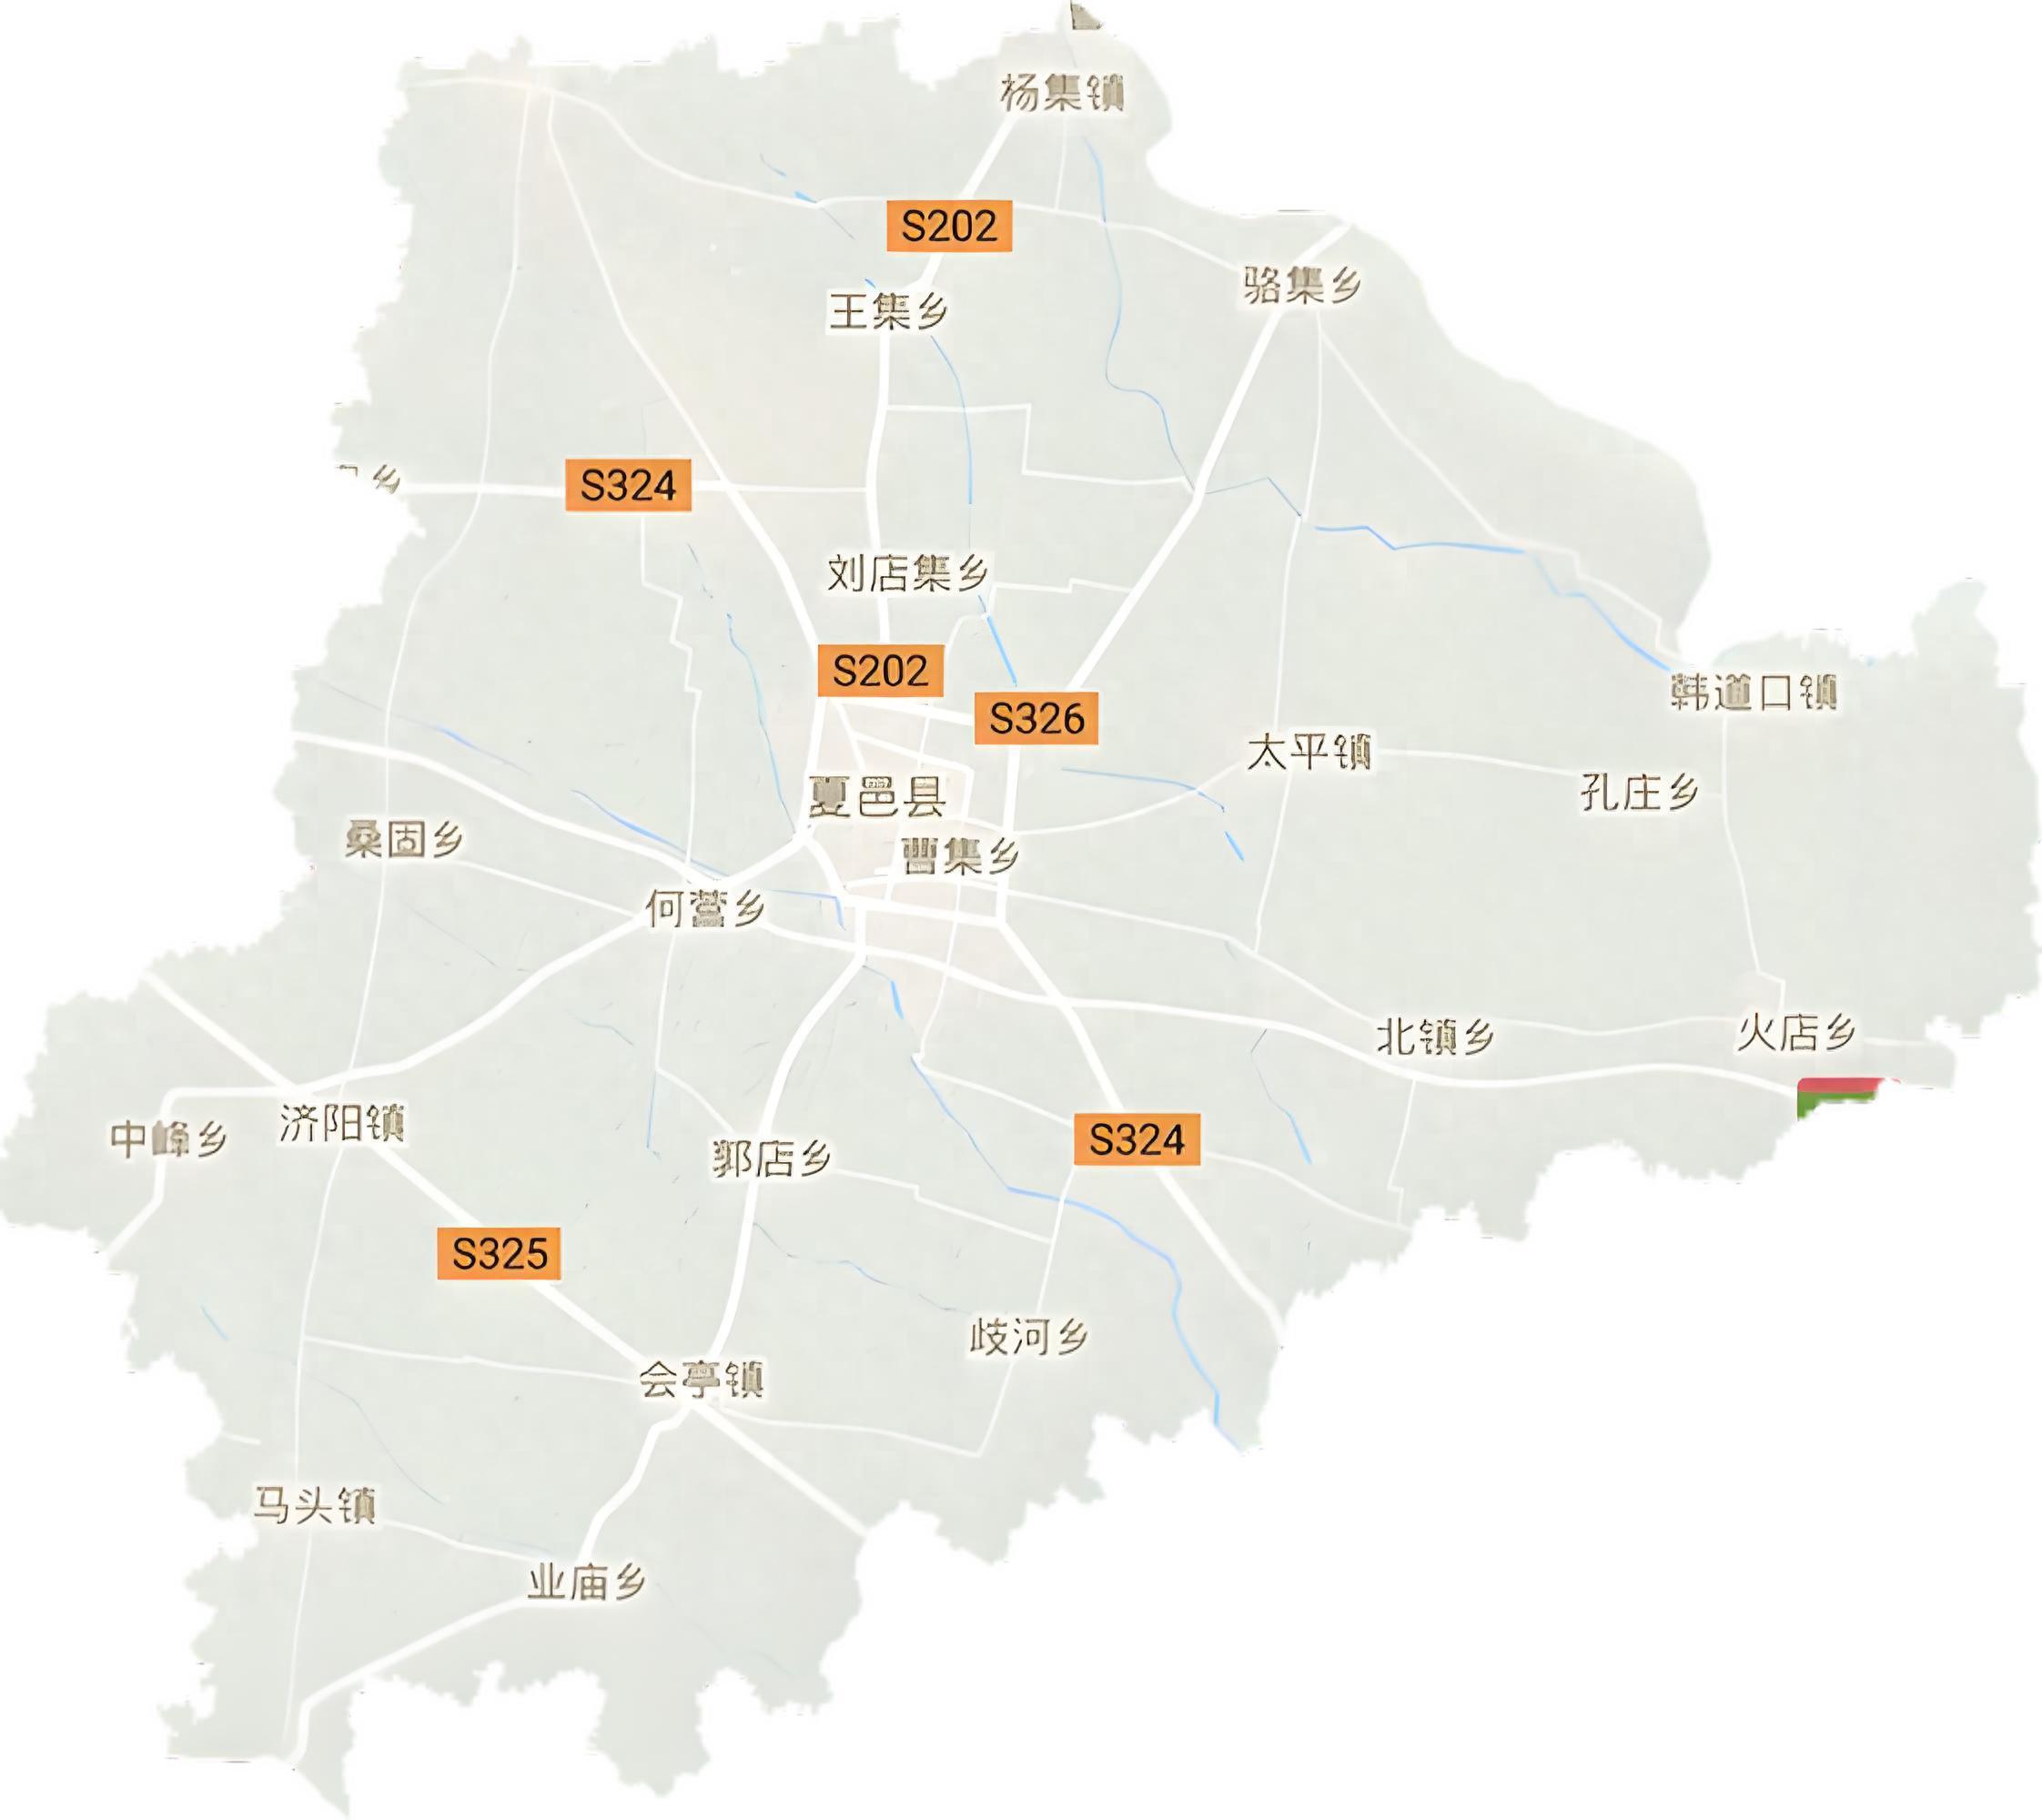 杨集镇
S202
骆集乡
王集乡
乡
S324
刘店集乡
S202
韩道口镇
S326
太平镇
孔庄乡
夏邑县
桑固乡
曹集乡
何营乡
火店乡
北镇乡
济阳镇
中峰乡
S324
郭店乡
S325
歧河乡
会亭镇
马头镇
业庙乡